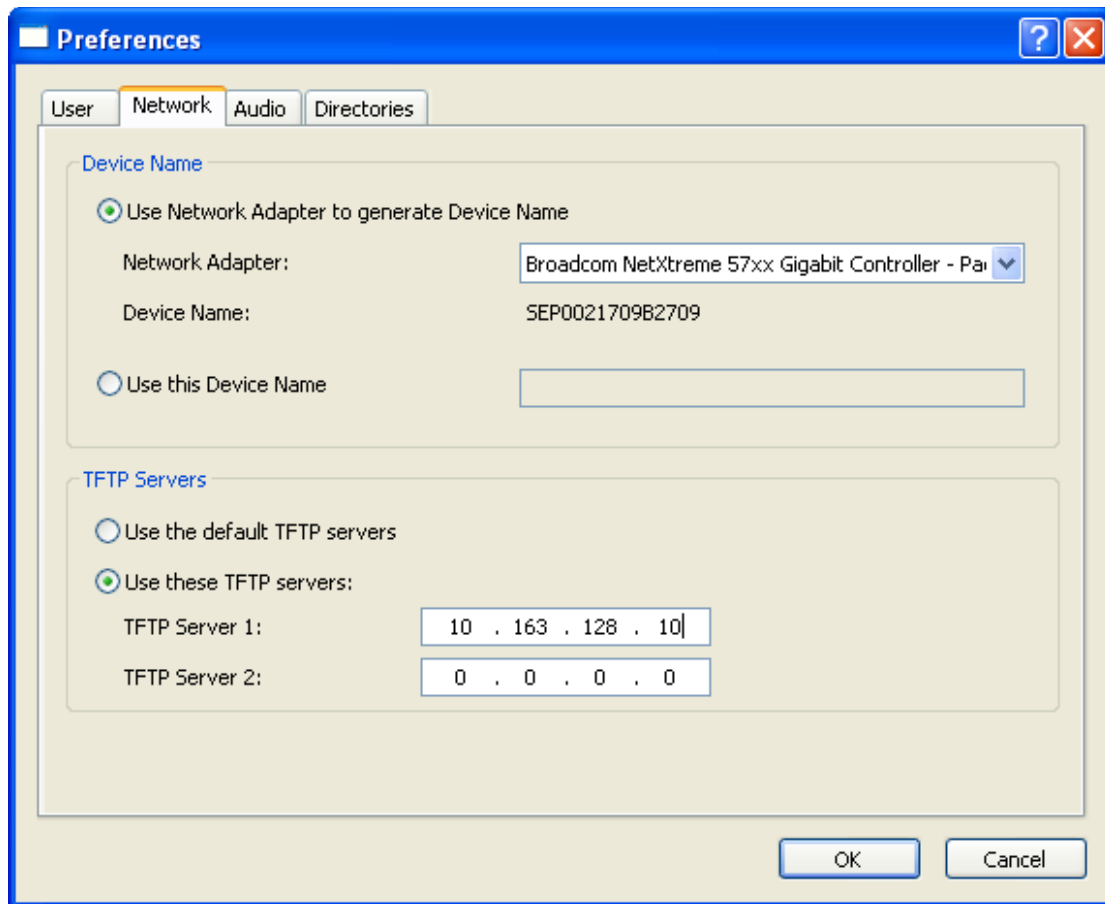 Preferences
User Network Audio Directories
Device Name
Use Network Adapter to generate Device Name
Network Adapter: Broadcom NetXtreme 57xx Gigabit Controller - Pa
Device Name: SEP0021709B2709
Use this Device Name
TFTP Servers
Use the default TFTP servers
Use these TFTP servers:
TFTP Server 1: 10 . 163 . 128 . 10
TFTP Server 2: 0 . 0 . 0 . 0
OK Cancel